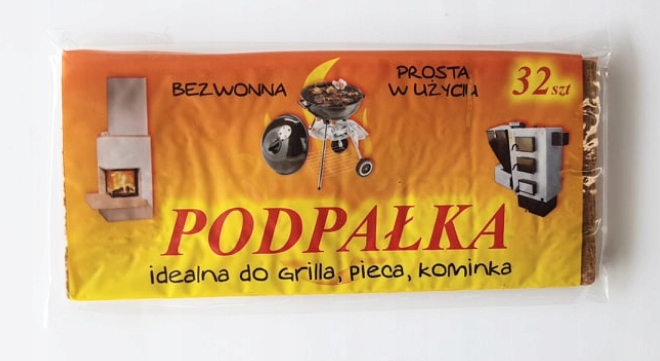 BEZWONNA
PROSTA
W UŻYCIU
32 szt
PODPAŁKA
idealna do Grilla, pieca, kominka